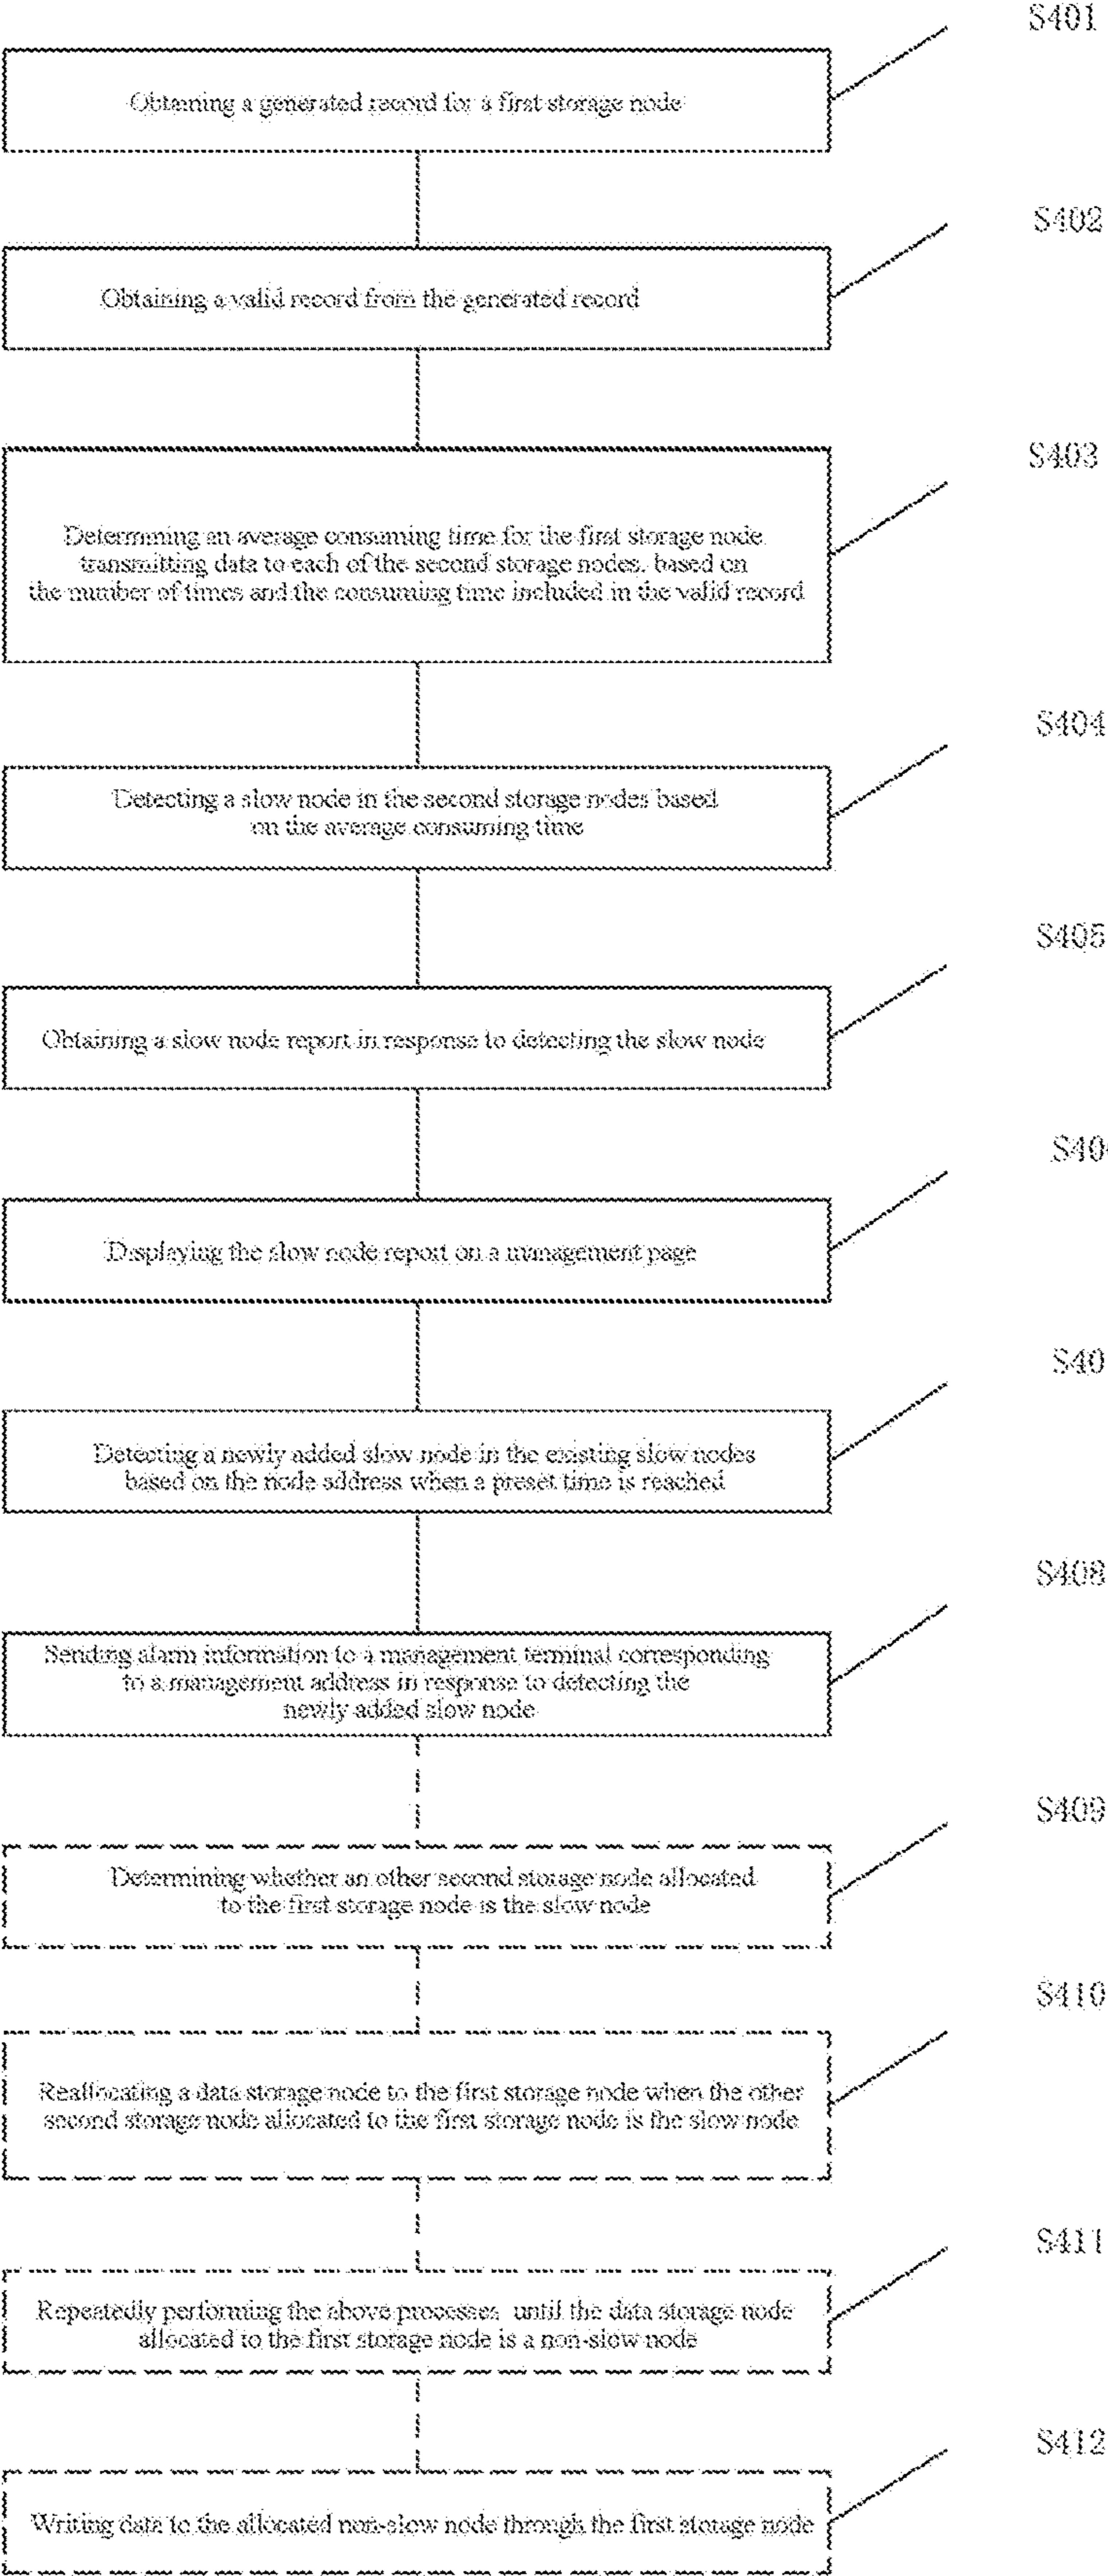 S401
Obtaining a generated record for a first storage node
S402
Obtaining a valid record from the generated record
S403
Determining an average consuming time for the first storage node
transmitting data to each of the second storage nodes, based on
the number of times and the consuming time included in the valid record
S404
Detecting a slow node in the second storage nodes based
on the average consuming time
S405
Obtaining a slow node report in response to detecting the slow node
S40
Displaying the slow node report on a management page
S40
Detecting a newly added slow node in the existing slow nodes
based on the node address when a preset time is reached
S408
Sending alarm information to a management terminal corresponding
to a management address in response to detecting the
newly added slow node
S409
Determining whether an other second storage node allocated
to the first storage node is the slow node
S410
Reallocating a data storage node to the first storage node when the other
second storage node allocated to the first storage node is the slow node
S411
Repeatedly performing the above processes until the data storage node
allocated to the first storage node is a non-slow node
S412
Writing data to the allocated non-slow node through the first storage node